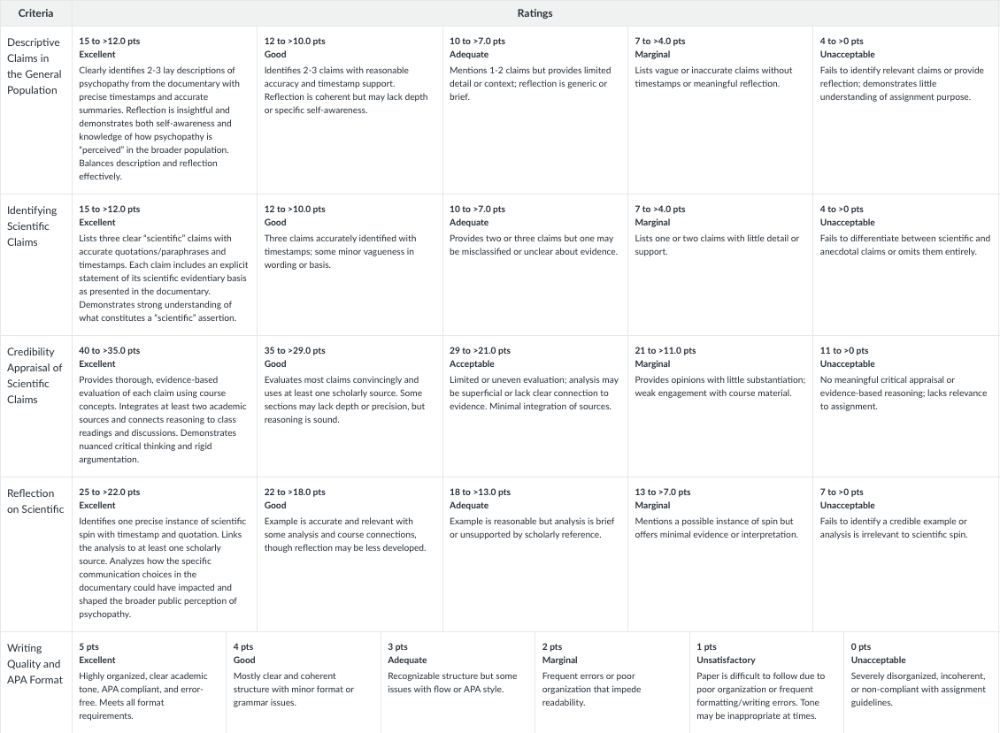 Criteria
Ratings
Descriptive
Claims in
the General
Population
15 to >12.0 pts
Excellent
Clearly identifies 2-3 lay descriptions of
psychopathy from the documentary with
precise timestamps and accurate
summaries. Reflection is insightful and
demonstrates both self-awareness and
knowledge of how psychopathy is
“perceived” in the broader population.
Balances description and reflection
effectively.
12 to >10.0 pts
Good
Identifies 2-3 claims with reasonable
accuracy and timestamp support.
Reflection is coherent but may lack depth
or specific self-awareness.
10 to >7.0 pts
Adequate
Mentions 1-2 claims but provides limited
detail or context; reflection is generic or
brief.
7 to >4.0 pts
Marginal
Lists vague or inaccurate claims without
timestamps or meaningful reflection.
4 to >0 pts
Unacceptable
Fails to identify relevant claims or provide
reflection; demonstrates little
understanding of assignment purpose.
Identifying
Scientific
Claims
15 to >12.0 pts
Excellent
Lists three clear “scientific” claims with
accurate quotations/paraphrases and
timestamps. Each claim includes an explicit
statement of its scientific evidentiary basis
as presented in the documentary.
Demonstrates strong understanding of
what constitutes a “scientific” assertion.
12 to >10.0 pts
Good
Three claims accurately identified with
timestamps; some minor vagueness in
wording or basis.
10 to >7.0 pts
Adequate
Provides two or three claims but one may
be misclassified or unclear about evidence.
7 to >4.0 pts
Marginal
Lists one or two claims with little detail or
support.
4 to >0 pts
Unacceptable
Fails to differentiate between scientific and
anecdotal claims or omits them entirely.
Credibility
Appraisal of
Scientific
Claims
40 to >35.0 pts
Excellent
Provides thorough, evidence-based
evaluation of each claim using course
concepts. Integrates at least two academic
sources and connects reasoning to class
readings and discussions. Demonstrates
nuanced critical thinking and rigid
argumentation.
35 to >29.0 pts
Good
Evaluates most claims convincingly and
uses at least one scholarly source. Some
sections may lack depth or precision, but
reasoning is sound.
29 to >21.0 pts
Acceptable
Limited or uneven evaluation; analysis may
be superficial or lack clear connection to
evidence. Minimal integration of sources.
21 to >11.0 pts
Marginal
Provides opinions with little substantiation;
weak engagement with course material.
11 to >0 pts
Unacceptable
No meaningful critical appraisal or
evidence-based reasoning; lacks relevance
to assignment.
Reflection
on Scientific
25 to >22.0 pts
Excellent
Identifies one precise instance of scientific
spin with timestamp and quotation. Links
the analysis to at least one scholarly
source. Analyzes how the specific
communication choices in the
documentary could have impacted and
shaped the broader public perception of
psychopathy.
22 to >18.0 pts
Good
Example is accurate and relevant with
some analysis and course connections,
though reflection may be less developed.
18 to >13.0 pts
Adequate
Example is reasonable but analysis is brief
or unsupported by scholarly reference.
13 to >7.0 pts
Marginal
Mentions a possible instance of spin but
offers minimal evidence or interpretation.
7 to >0 pts
Unacceptable
Fails to identify a credible example or
analysis is irrelevant to scientific spin.
Writing
Quality and
APA Format
5 pts
Excellent
Highly organized, clear academic
tone, APA compliant, and error-
free. Meets all format
requirements.
4 pts
Good
Mostly clear and coherent
structure with minor format or
grammar issues.
3 pts
Adequate
Recognizable structure but some
issues with flow or APA style.
2 pts
Marginal
Frequent errors or poor
organization that impede
readability.
1 pts
Unsatisfactory
Paper is difficult to follow due to
poor organization or frequent
formatting/writing errors. Tone
may be inappropriate at times.
0 pts
Unacceptable
Severely disorganized, incoherent,
or non-compliant with assignment
guidelines.